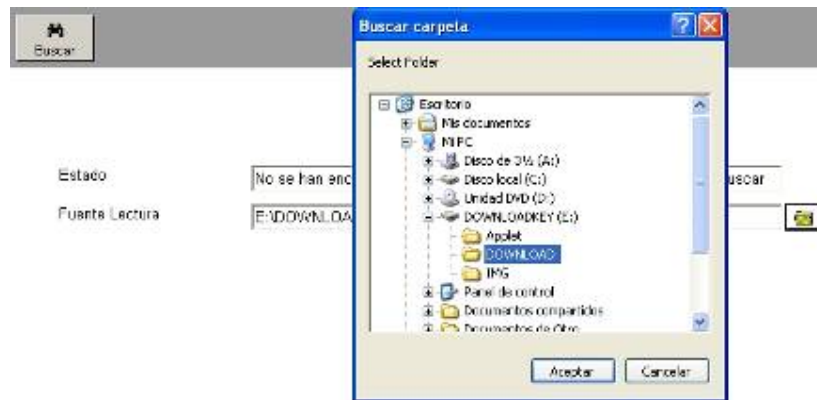 Buscar
Buscar carpeta
Select Folder
Escritorio
Mis documentos
Mi PC
Disco de 3½ (A:)
Disco local (C:)
Unidad DVD (D:)
DOWNLOADKEY (E:)
Applet
DOWNLOAD
IMG
Panel de control
Documentos compartidos
Documentos de Otro
Estado
No se han enc
uscar
Fuente Lectura
E:\DOWNLOA
Aceptar
Cancelar